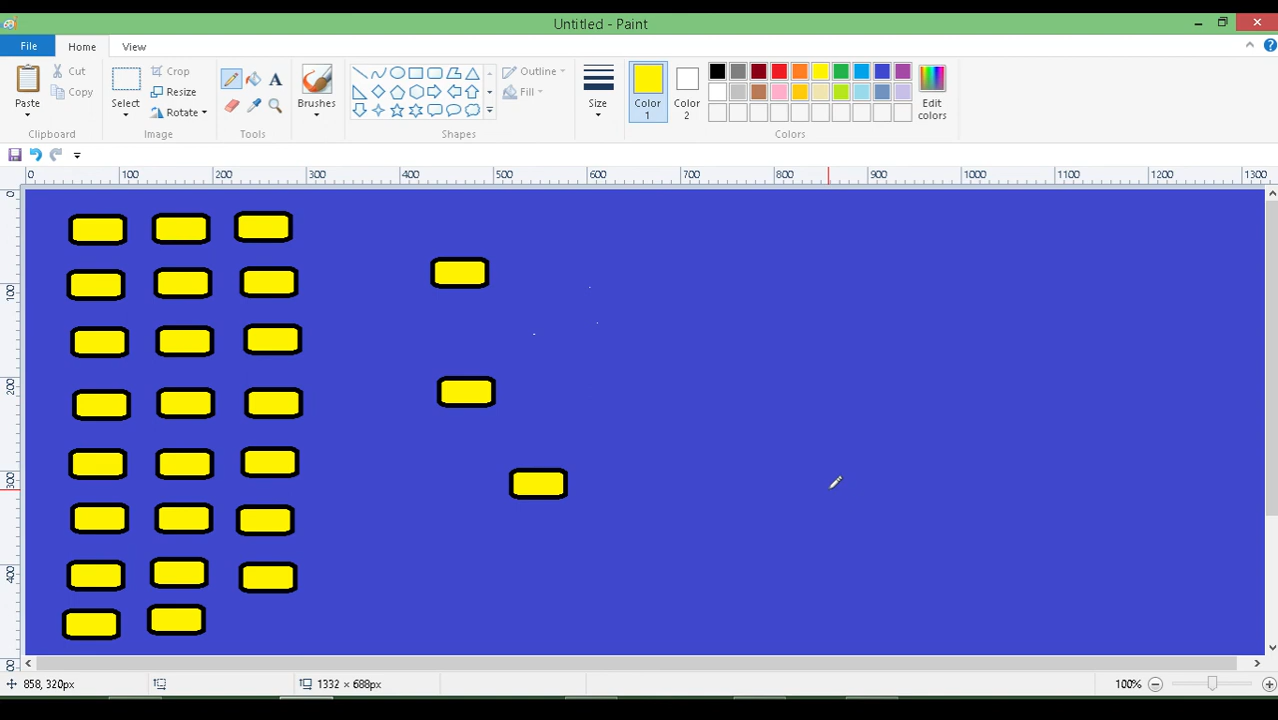 Untitled - Paint
File Home View
Paste Cut Copy Select Crop Resize Rotate Brushes Outline Fill Size Color 1 Color 2 Edit colors
Clipboard Image Tools Shapes Colors
0 100 200 300 400 500 600 700 800 900 1000 1100 1200 1300
0
100
200
300
400
858, 320px 1332 × 688px 100%